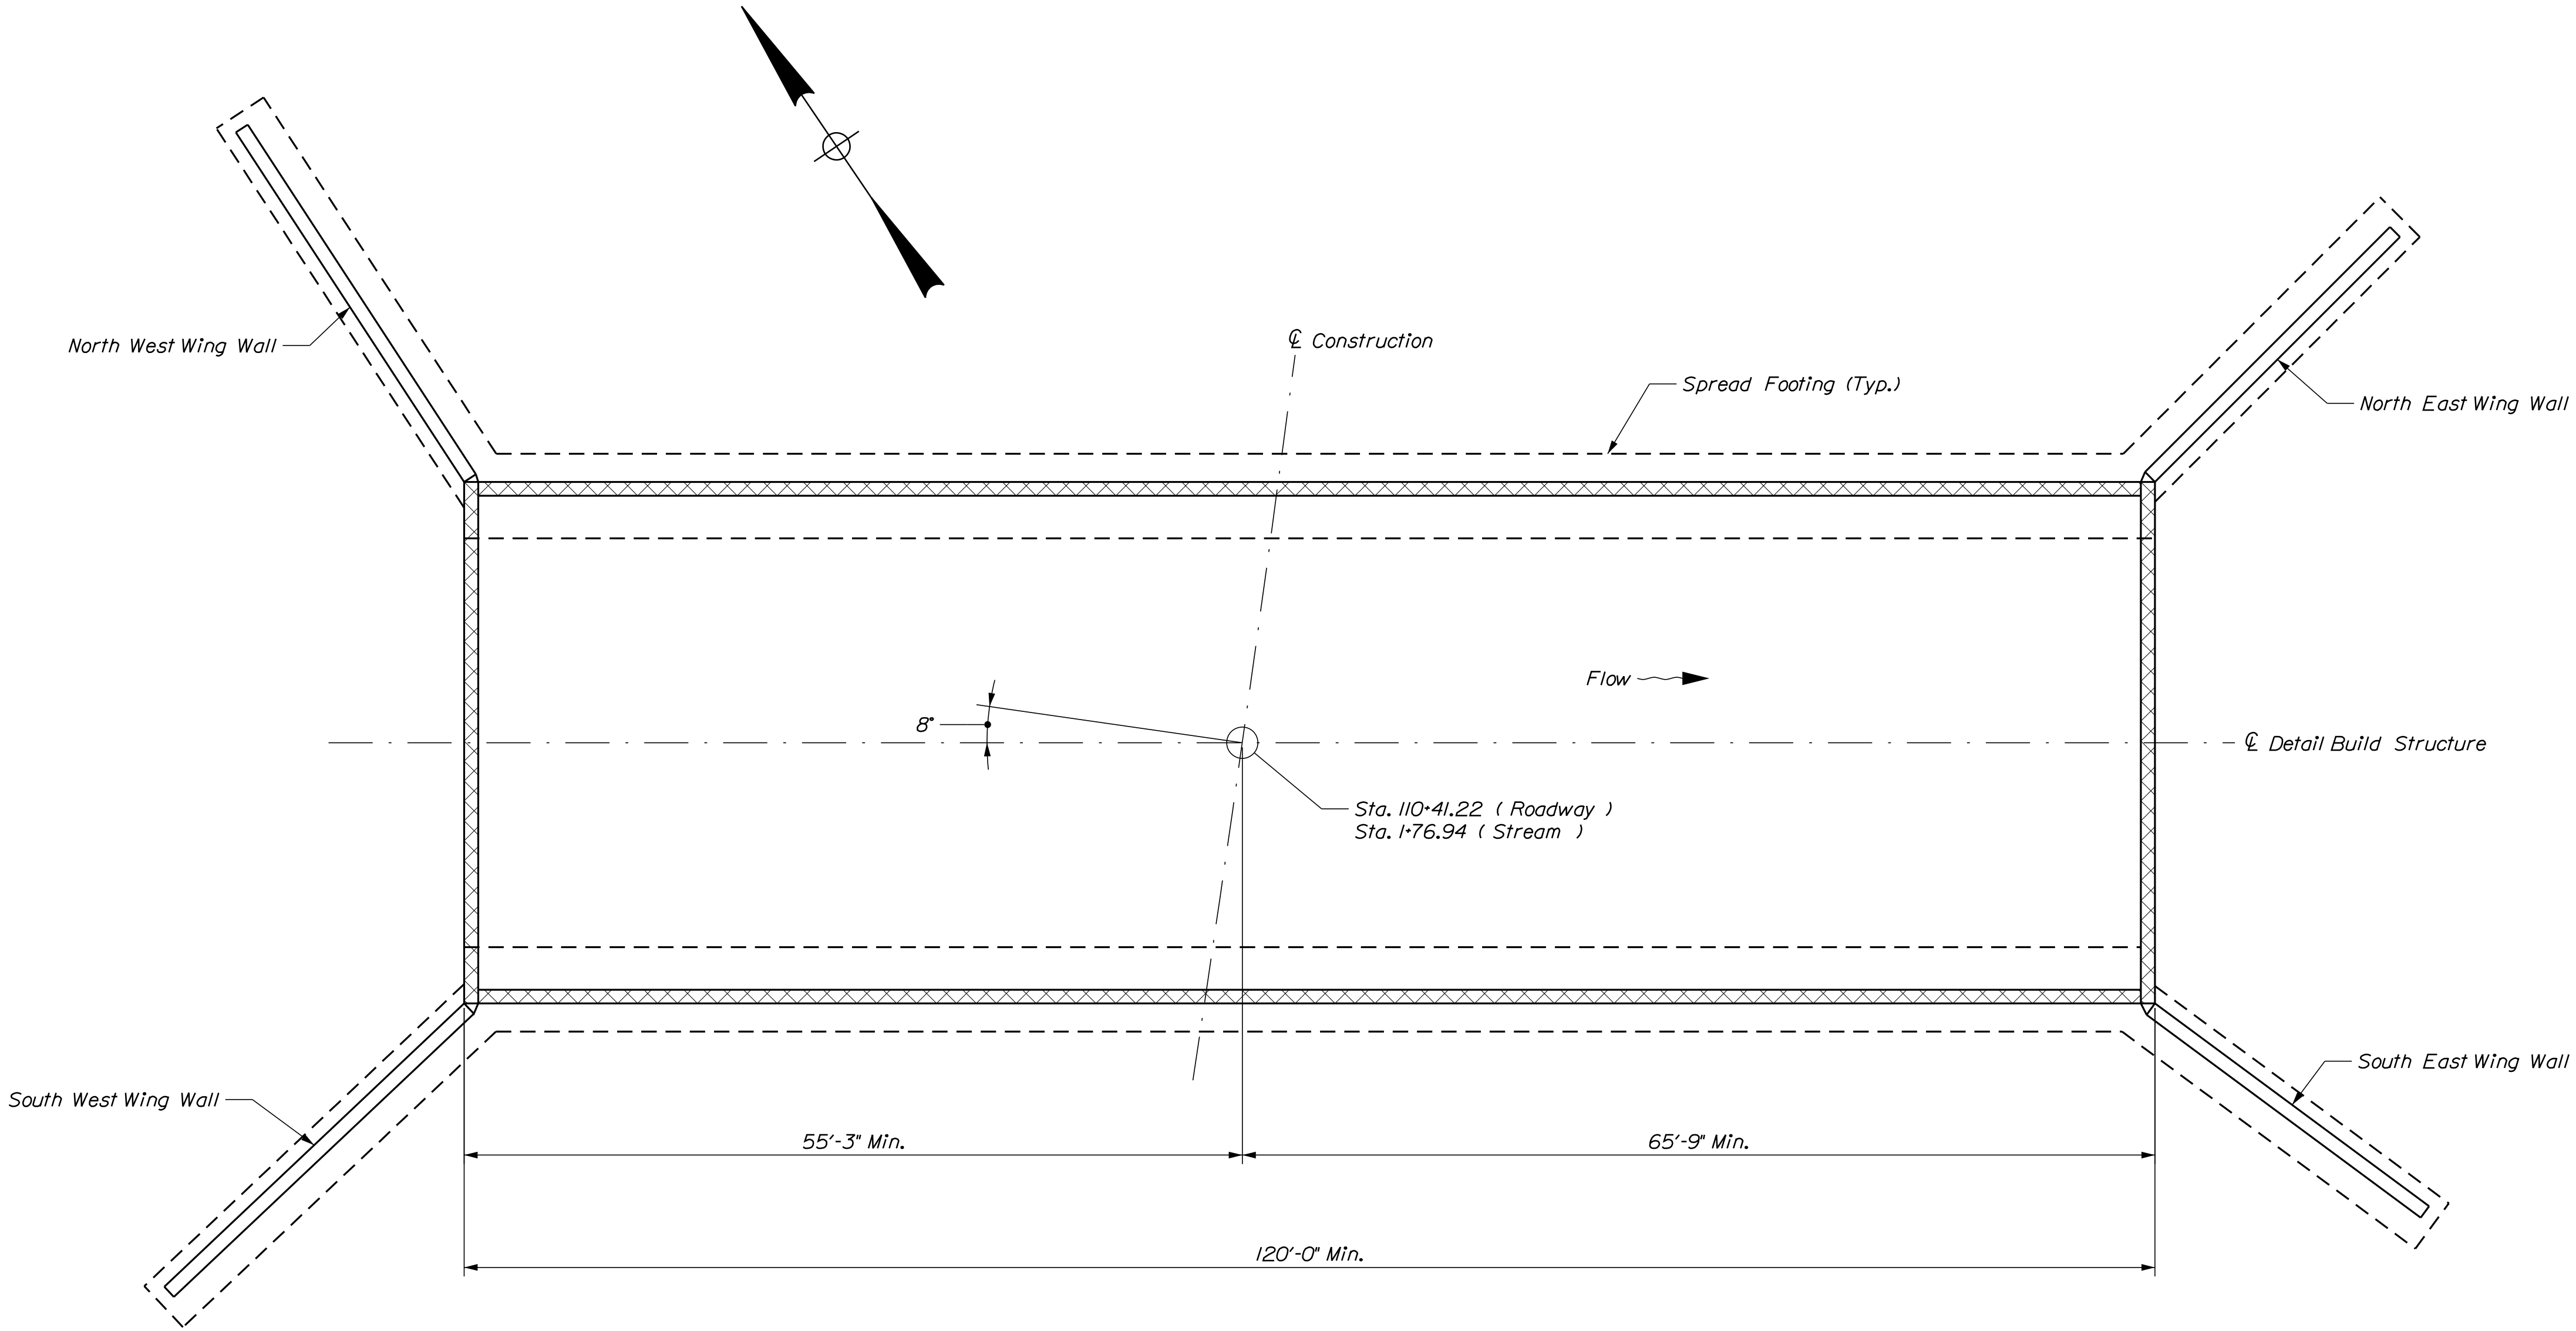 ℄ Construction
Spread Footing (Typ.)
North West Wing Wall
North East Wing Wall
Flow
8°
℄ Detail Build Structure
Sta. 110+41.22 ( Roadway )
Sta. 1+76.94 ( Stream )
South East Wing Wall
South West Wing Wall
55'-3" Min.
65'-9" Min.
120'-0" Min.